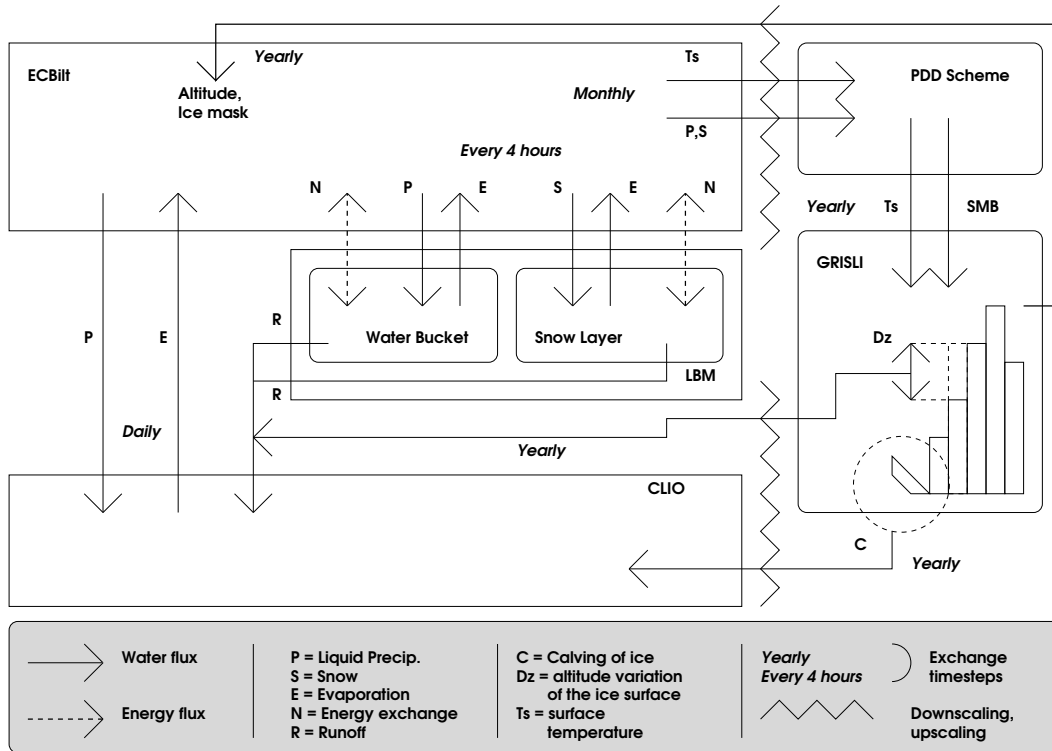 Yearly
Ts
ECBilt
PDD Scheme
Altitude,
Ice mask
Monthly
P,S
Every 4 hours
N
P
E
S
E
N
Yearly
Ts
SMB
GRISLI
R
P
E
Water Bucket
Snow Layer
Dz
LBM
R
Daily
Yearly
CLIO
C
Yearly
Water flux
Energy flux
P = Liquid Precip.
S = Snow
E = Evaporation
N = Energy exchange
R = Runoff
C = Calving of ice
Dz = altitude variation
of the ice surface
Ts = surface
temperature
Yearly
Every 4 hours
Exchange
timesteps
Downscaling,
upscaling